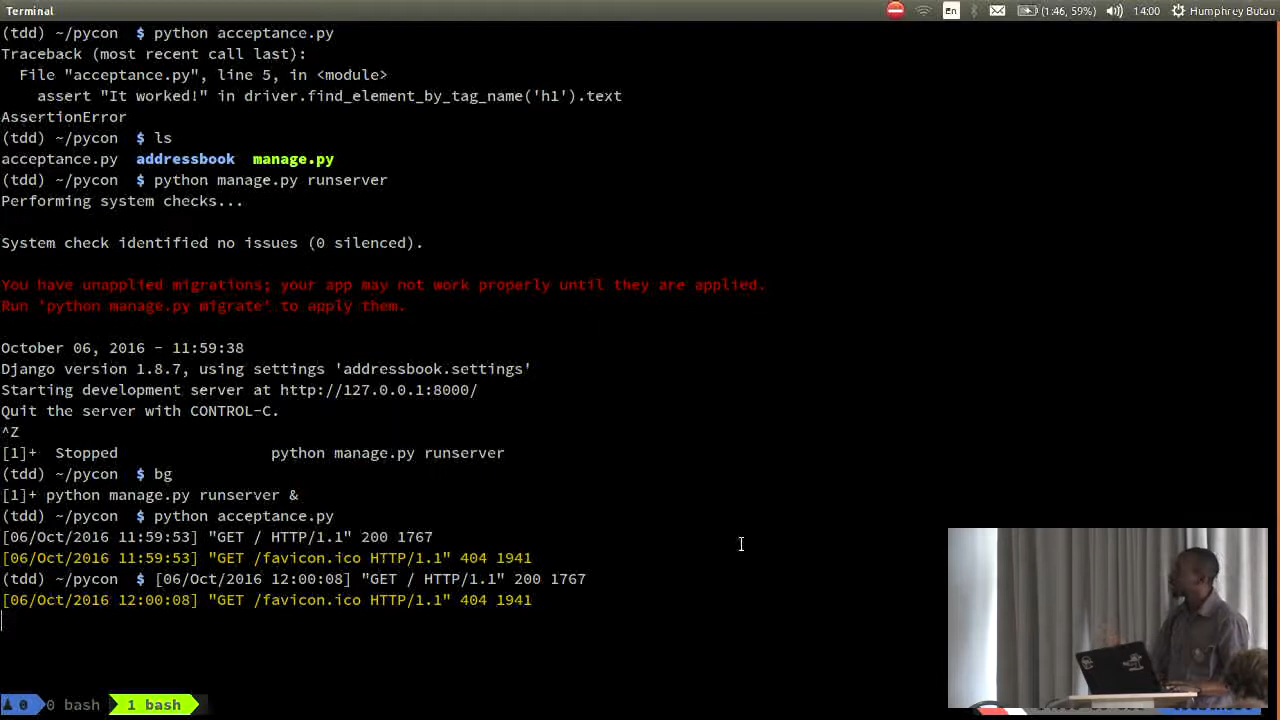 Terminal
En
(1:46, 59%)
14:00
Humphrey Butau
(tdd) ~/pycon $ python acceptance.py
Traceback (most recent call last):
File "acceptance.py", line 5, in <module>
assert "It worked!" in driver.find_element_by_tag_name('h1').text
AssertionError
(tdd) ~/pycon $ ls
acceptance.py addressbook manage.py
(tdd) ~/pycon $ python manage.py runserver
Performing system checks...
System check identified no issues (0 silenced).
You have unapplied migrations; your app may not work properly until they are applied.
Run 'python manage.py migrate' to apply them.
October 06, 2016 - 11:59:38
Django version 1.8.7, using settings 'addressbook.settings'
Starting development server at http://127.0.0.1:8000/
Quit the server with CONTROL-C.
^Z
[1]+ Stopped python manage.py runserver
(tdd) ~/pycon $ bg
[1]+ python manage.py runserver &
(tdd) ~/pycon $ python acceptance.py
[06/Oct/2016 11:59:53] "GET / HTTP/1.1" 200 1767
[06/Oct/2016 11:59:53] "GET /favicon.ico HTTP/1.1" 404 1941
(tdd) ~/pycon $ [06/Oct/2016 12:00:08] "GET / HTTP/1.1" 200 1767
[06/Oct/2016 12:00:08] "GET /favicon.ico HTTP/1.1" 404 1941
0 0 bash 1 bash